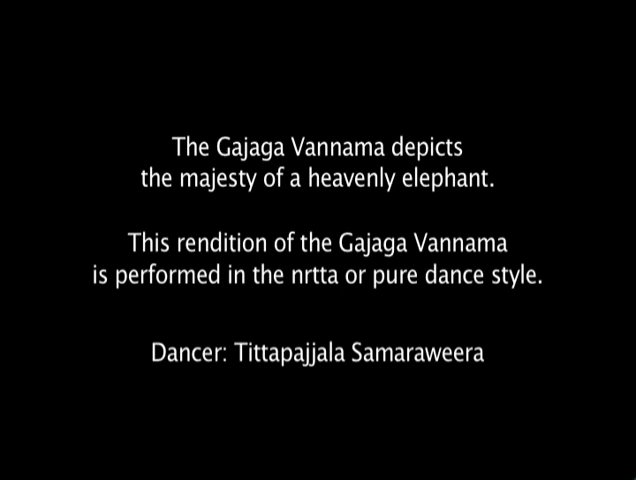 The Gajaga Vannama depicts
the majesty of a heavenly elephant.
This rendition of the Gajaga Vannama
is performed in the nrtta or pure dance style.
Dancer: Tittapajjala Samaraweera